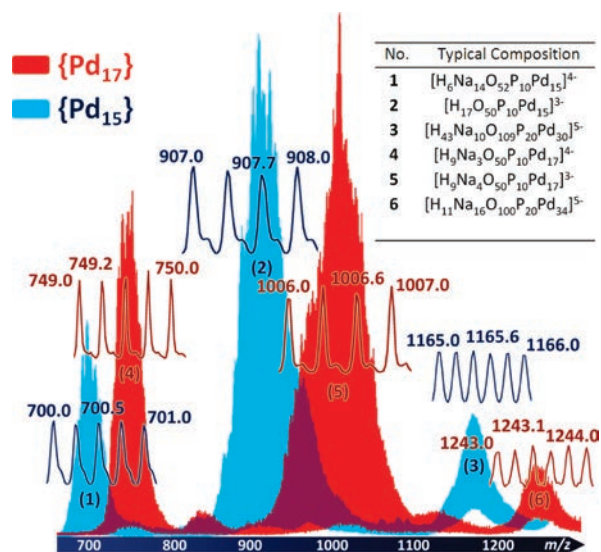 {Pd₁₇}
{Pd₁₅}
No. Typical Composition
1 [H₆Na₁₄O₅₂P₁₀Pd₁₅]⁴⁻
2 [H₁₇O₅₀P₁₀Pd₁₅]³⁻
3 [H₄₃Na₁₀O₁₀₉P₂₀Pd₃₀]⁵⁻
4 [H₉Na₃O₅₀P₁₀Pd₁₇]⁴⁻
5 [H₉Na₄O₅₀P₁₀Pd₁₇]³⁻
6 [H₁₁Na₁₆O₁₀₀P₂₀Pd₃₄]⁵⁻
907.0 907.7 908.0
(2)
749.0 749.2 750.0
(4)
1006.0 1006.6 1007.0
(5)
1165.0 1165.6 1166.0
(3)
700.0 700.5 701.0
(1)
1243.0 1243.1 1244.0
(6)
700 800 900 1000 1100 1200 m/z